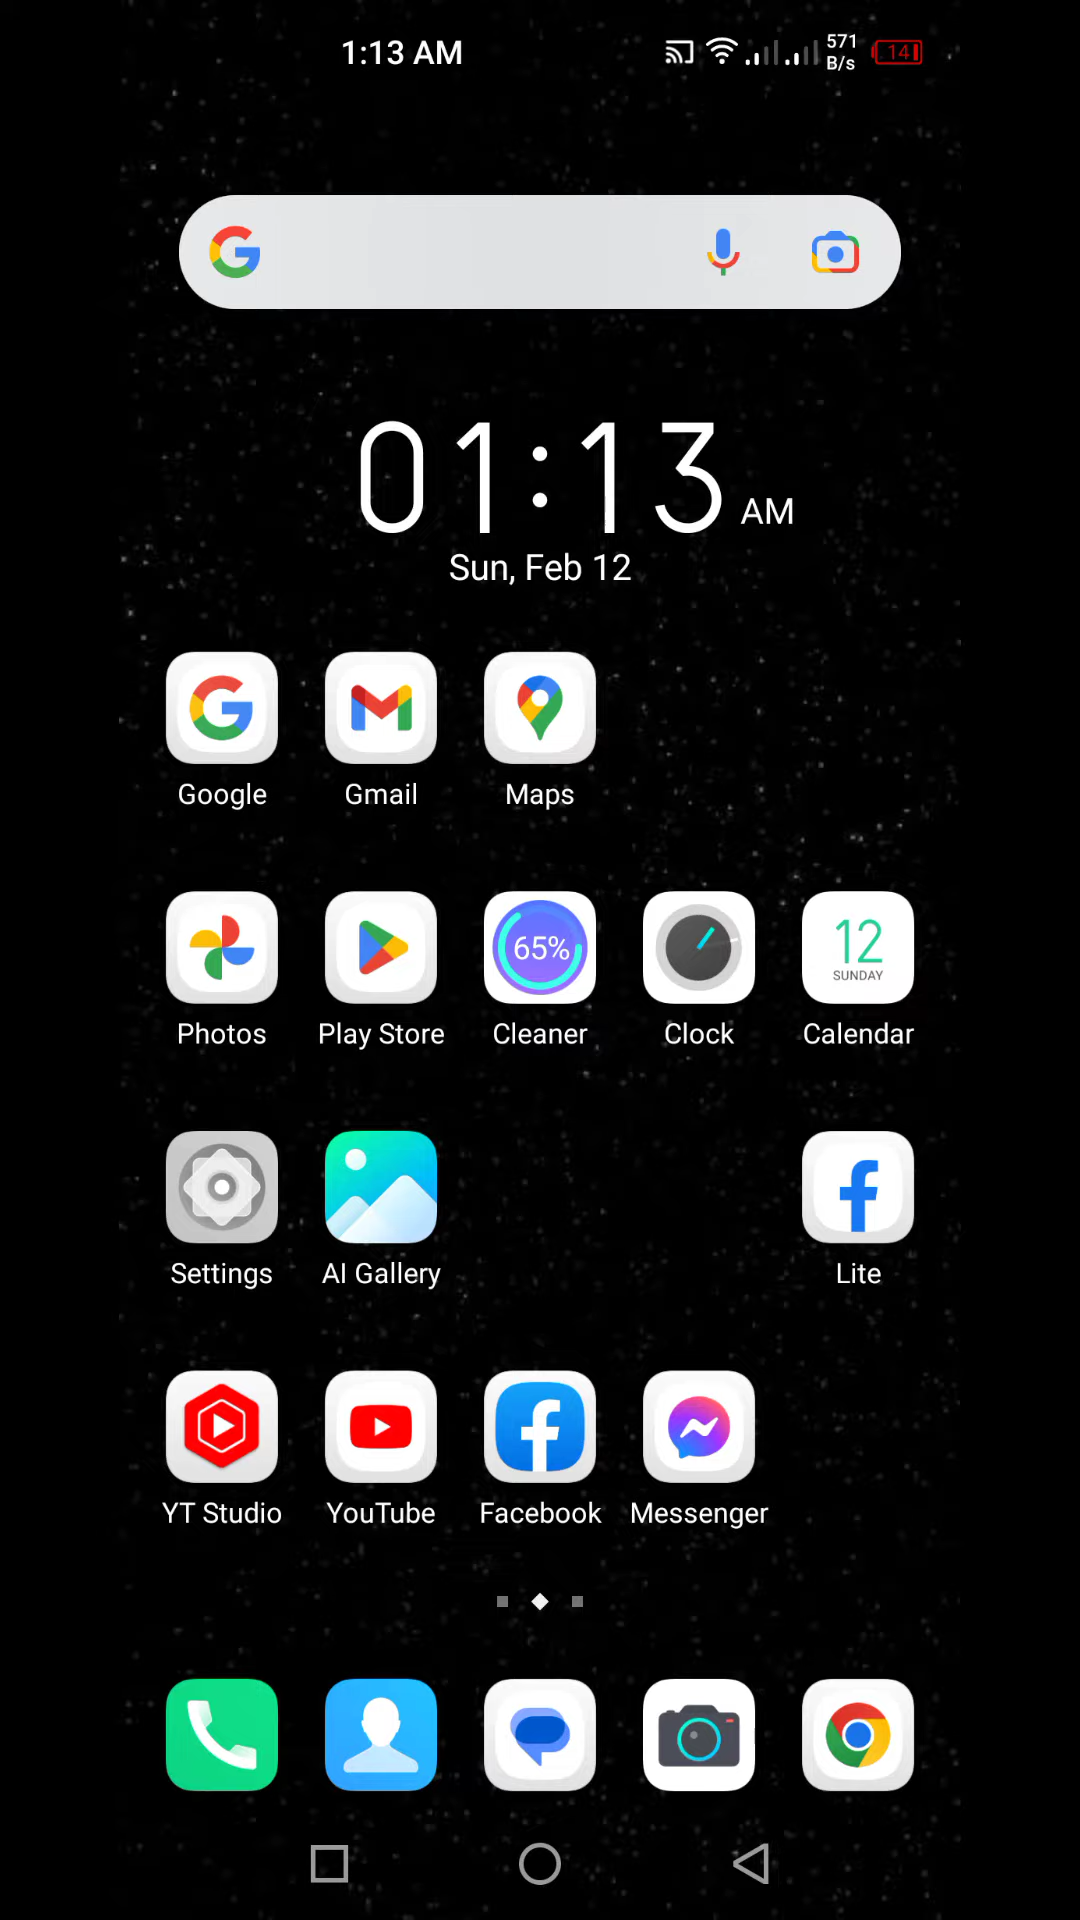 1:13 AM
571
B/s
14
01:13 AM
Sun, Feb 12
Google
Gmail
Maps
65%
12
SUNDAY
Photos
Play Store
Cleaner
Clock
Calendar
Settings
AI Gallery
Lite
YT Studio
YouTube
Facebook
Messenger